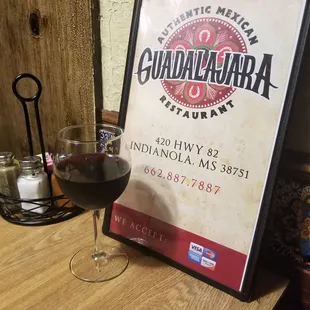 AUTHENTIC MEXICAN
GUADALAJARA
RESTAURANT
420 HWY 82
INDIANOLA, MS 38751
662.887.7887
WE ACCEPT:
VISA